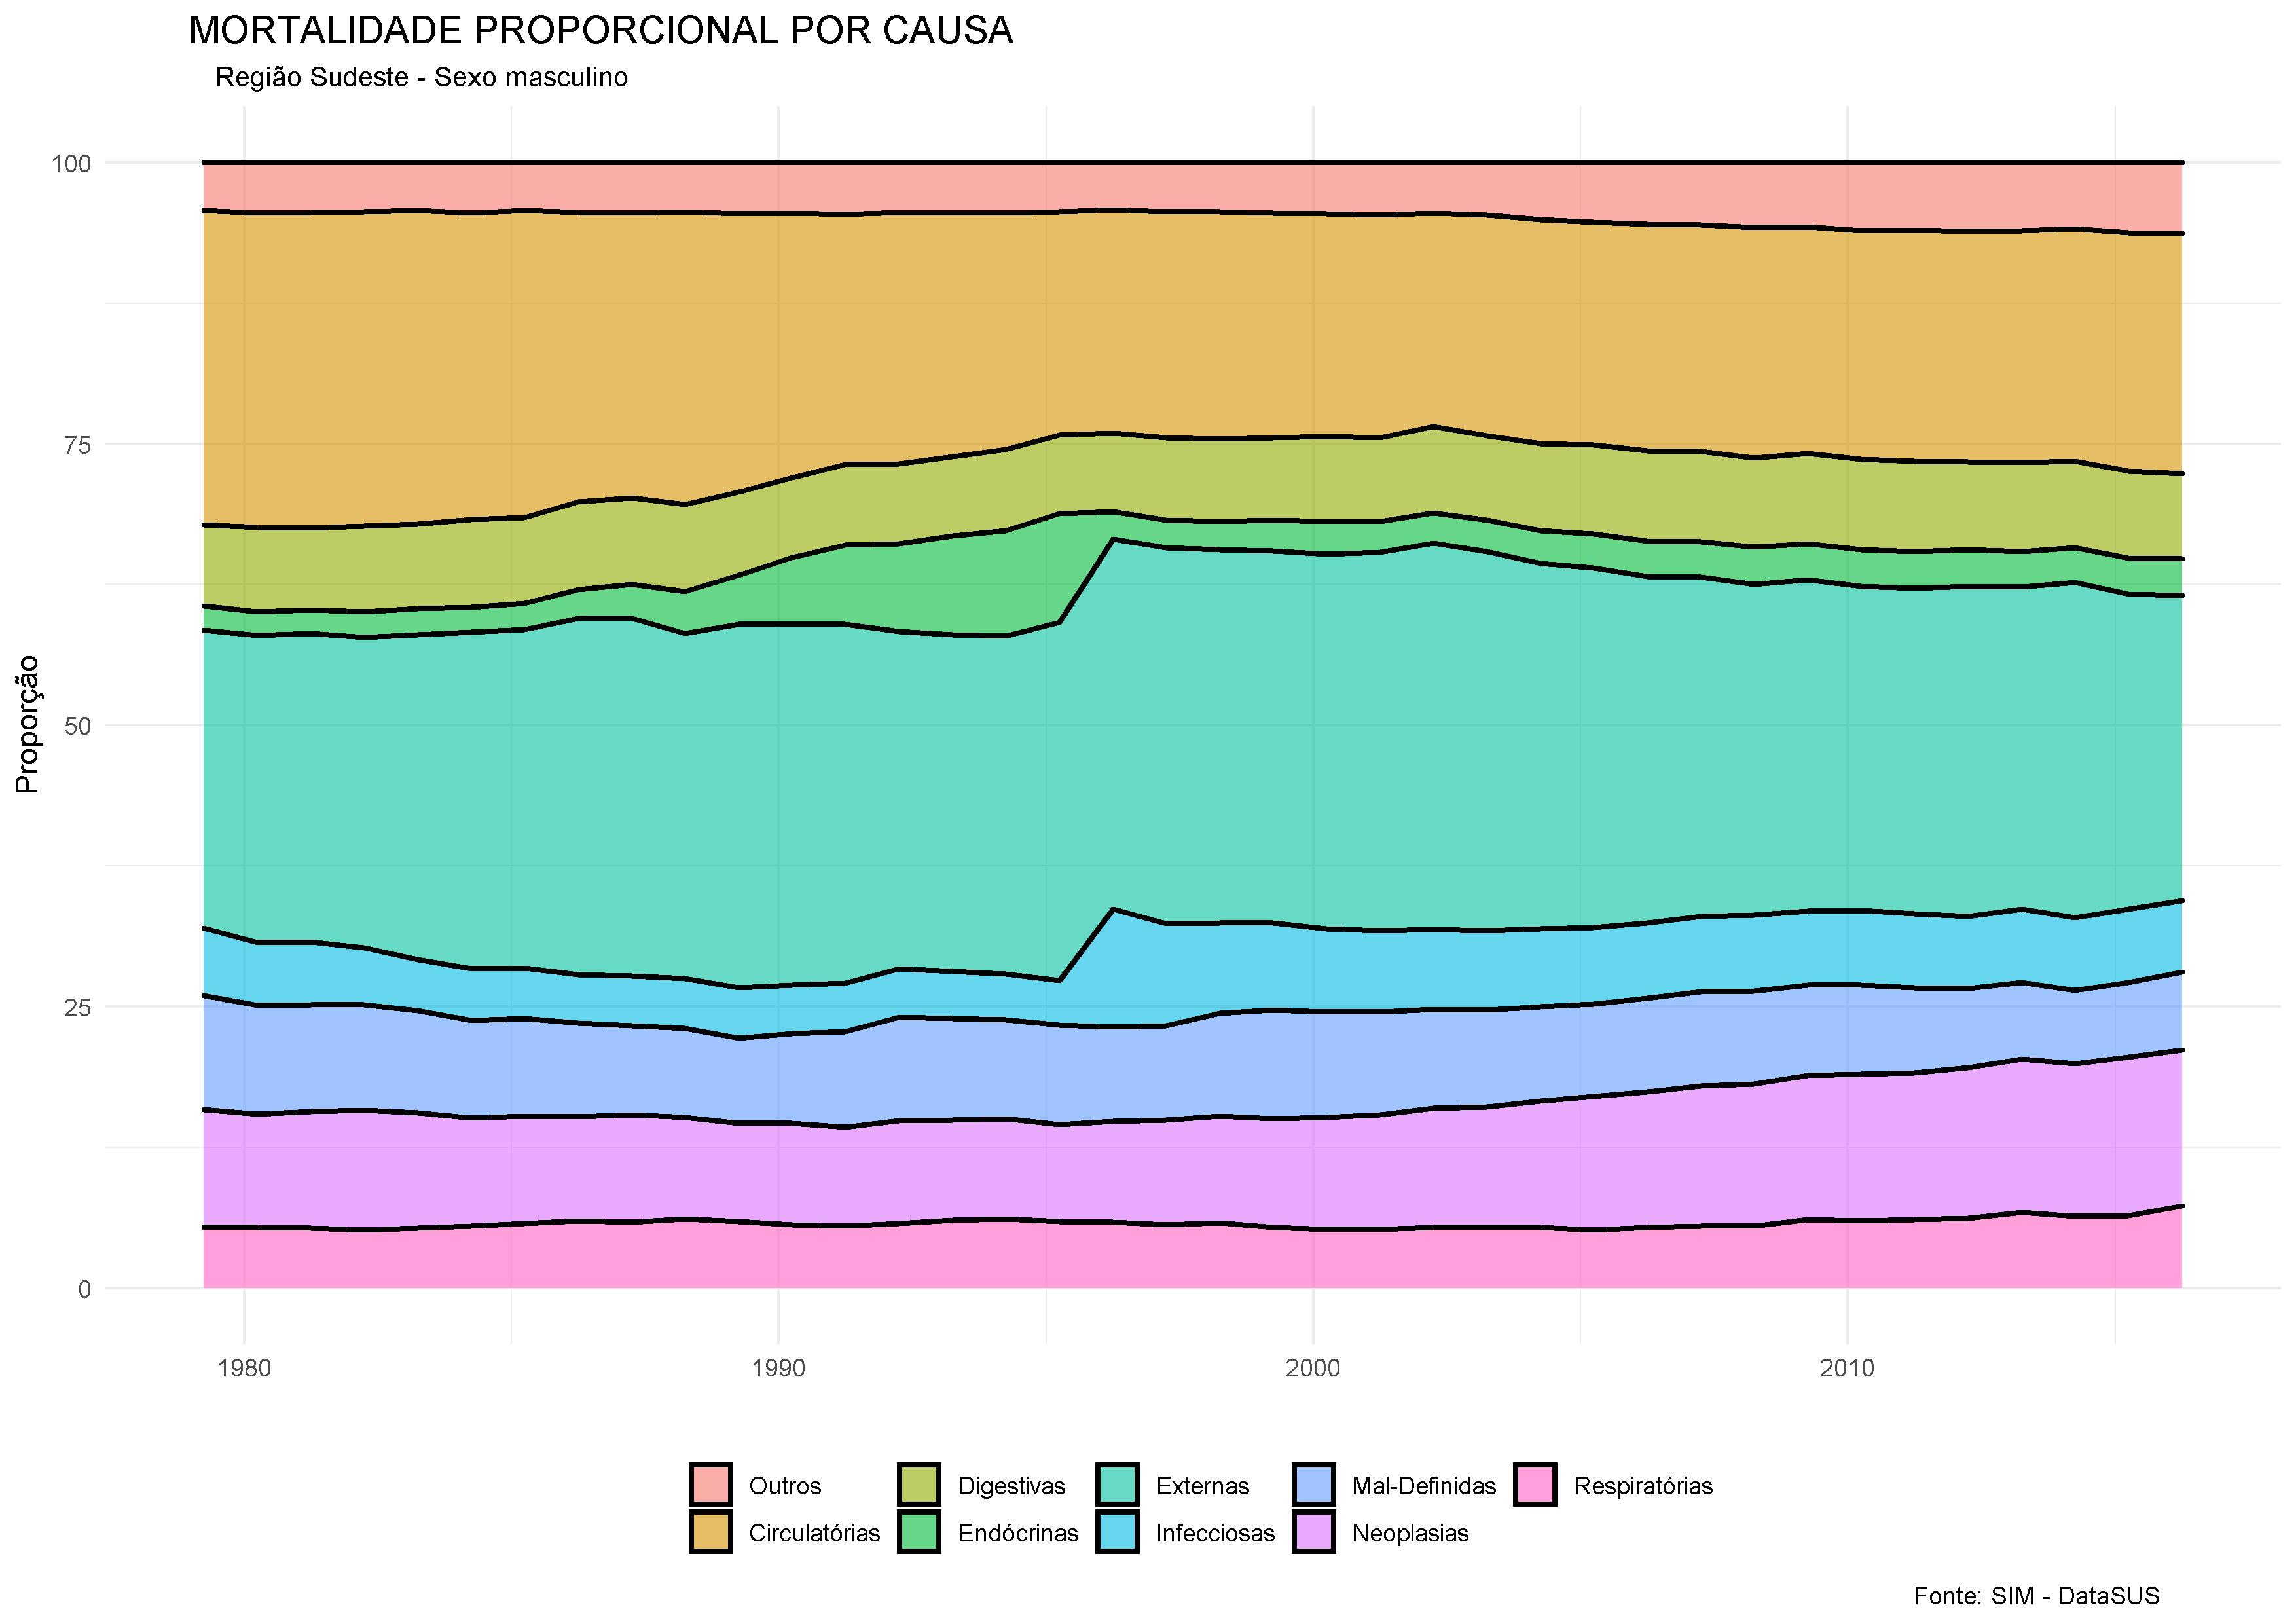 MORTALIDADE PROPORCIONAL POR CAUSA
Região Sudeste - Sexo masculino
100
75
50
25
0
Proporção
1980 1990 2000 2010
Outros Digestivas Externas Mal-Definidas Respiratórias
Circulatórias Endócrinas Infecciosas Neoplasias
Fonte: SIM - DataSUS